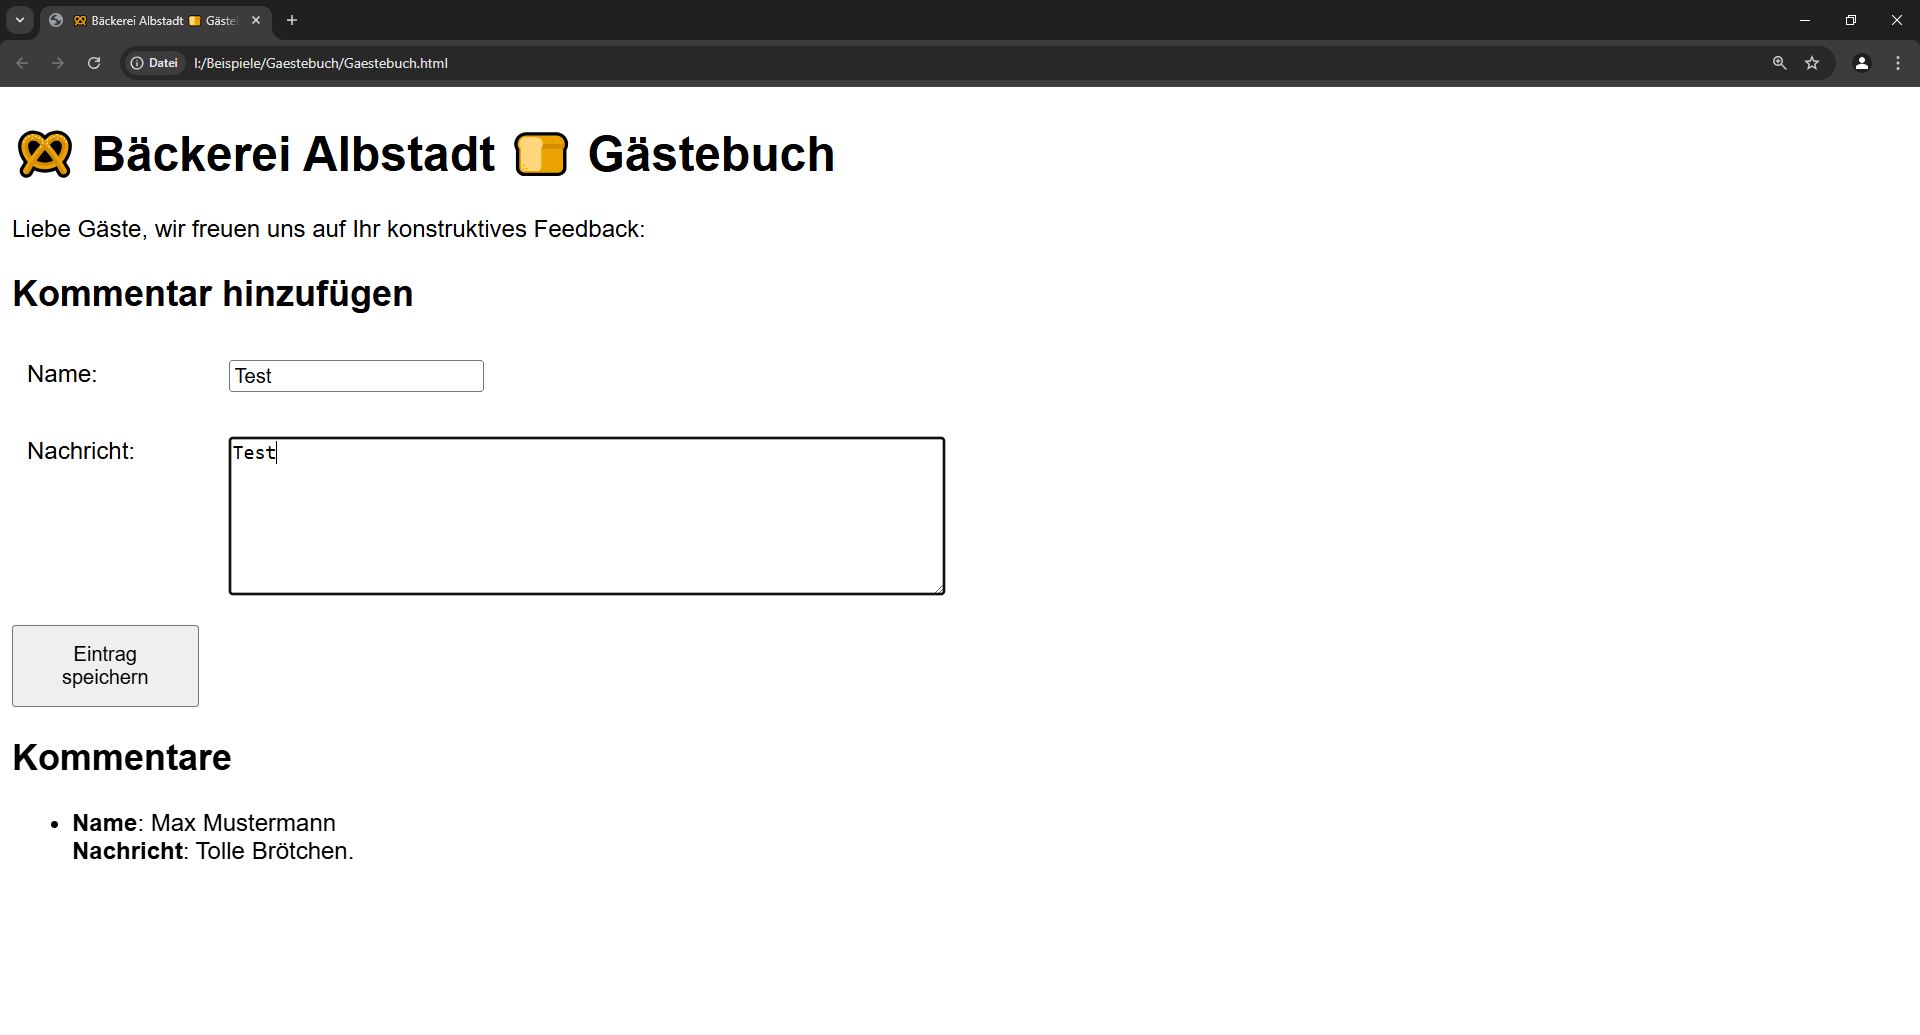 🥨 Bäckerei Albstadt 🍞 Gäste
Datei I:/Beispiele/Gaestebuch/Gaestebuch.html
🥨 Bäckerei Albstadt 🍞 Gästebuch
Liebe Gäste, wir freuen uns auf Ihr konstruktives Feedback:
Kommentar hinzufügen
Name: Test
Nachricht: Test
Eintrag
speichern
Kommentare
• Name: Max Mustermann
Nachricht: Tolle Brötchen.